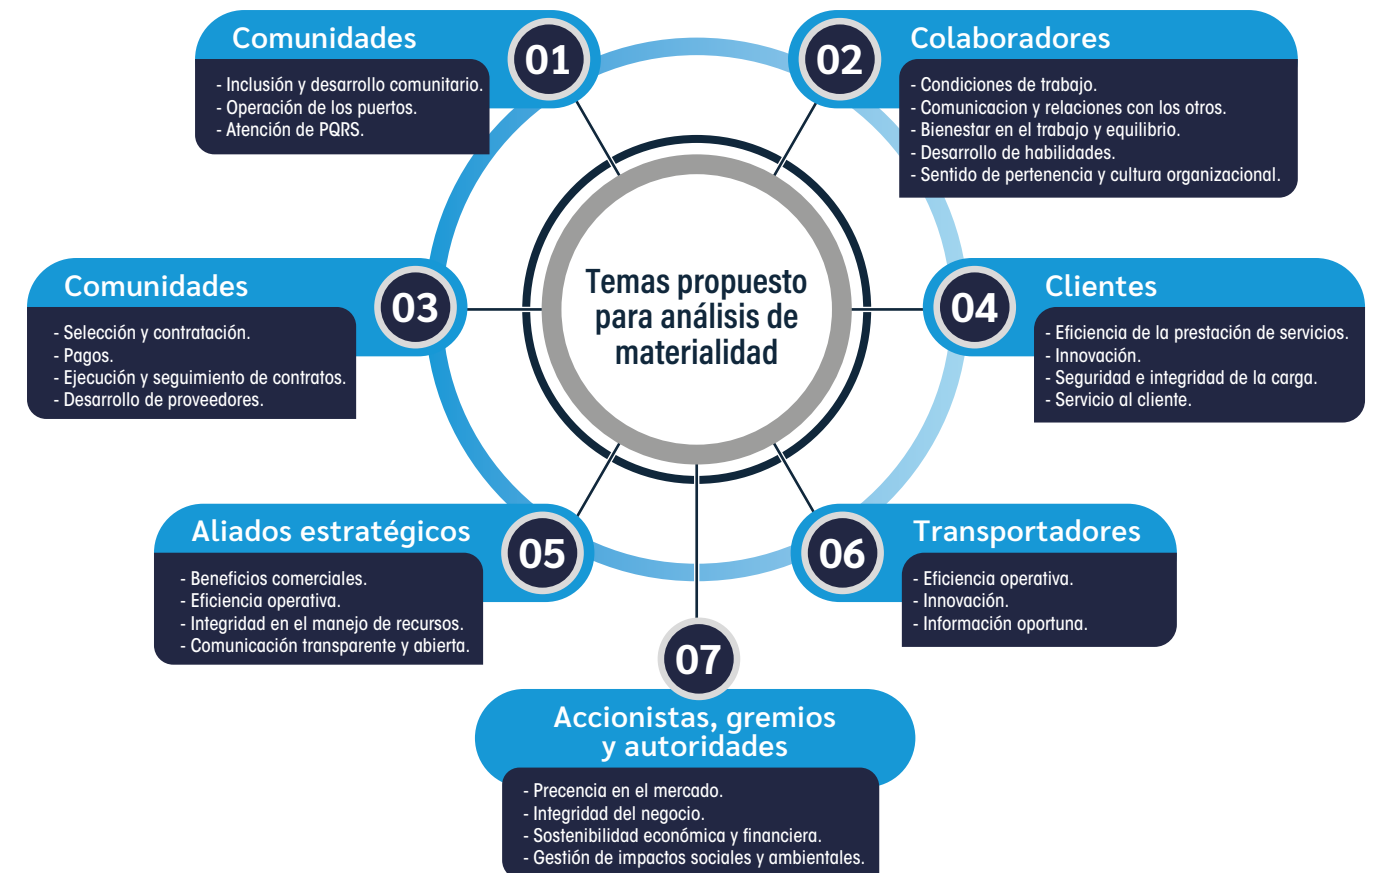 Comunidades
01
- Inclusión y desarrollo comunitario.
- Operación de los puertos.
- Atención de PQRS.
02
Colaboradores
- Condiciones de trabajo.
- Comunicacion y relaciones con los otros.
- Bienestar en el trabajo y equilibrio.
- Desarrollo de habilidades.
- Sentido de pertenencia y cultura organizacional.
Temas propuesto
para análisis de
materialidad
Comunidades
03
- Selección y contratación.
- Pagos.
- Ejecución y seguimiento de contratos.
- Desarrollo de proveedores.
04
Clientes
- Eficiencia de la prestación de servicios.
- Innovación.
- Seguridad e integridad de la carga.
- Servicio al cliente.
Aliados estratégicos
05
- Beneficios comerciales.
- Eficiencia operativa.
- Integridad en el manejo de recursos.
- Comunicación transparente y abierta.
06
Transportadores
- Eficiencia operativa.
- Innovación.
- Información oportuna.
07
Accionistas, gremios
y autoridades
- Precencia en el mercado.
- Integridad del negocio.
- Sostenibilidad económica y financiera.
- Gestión de impactos sociales y ambientales.